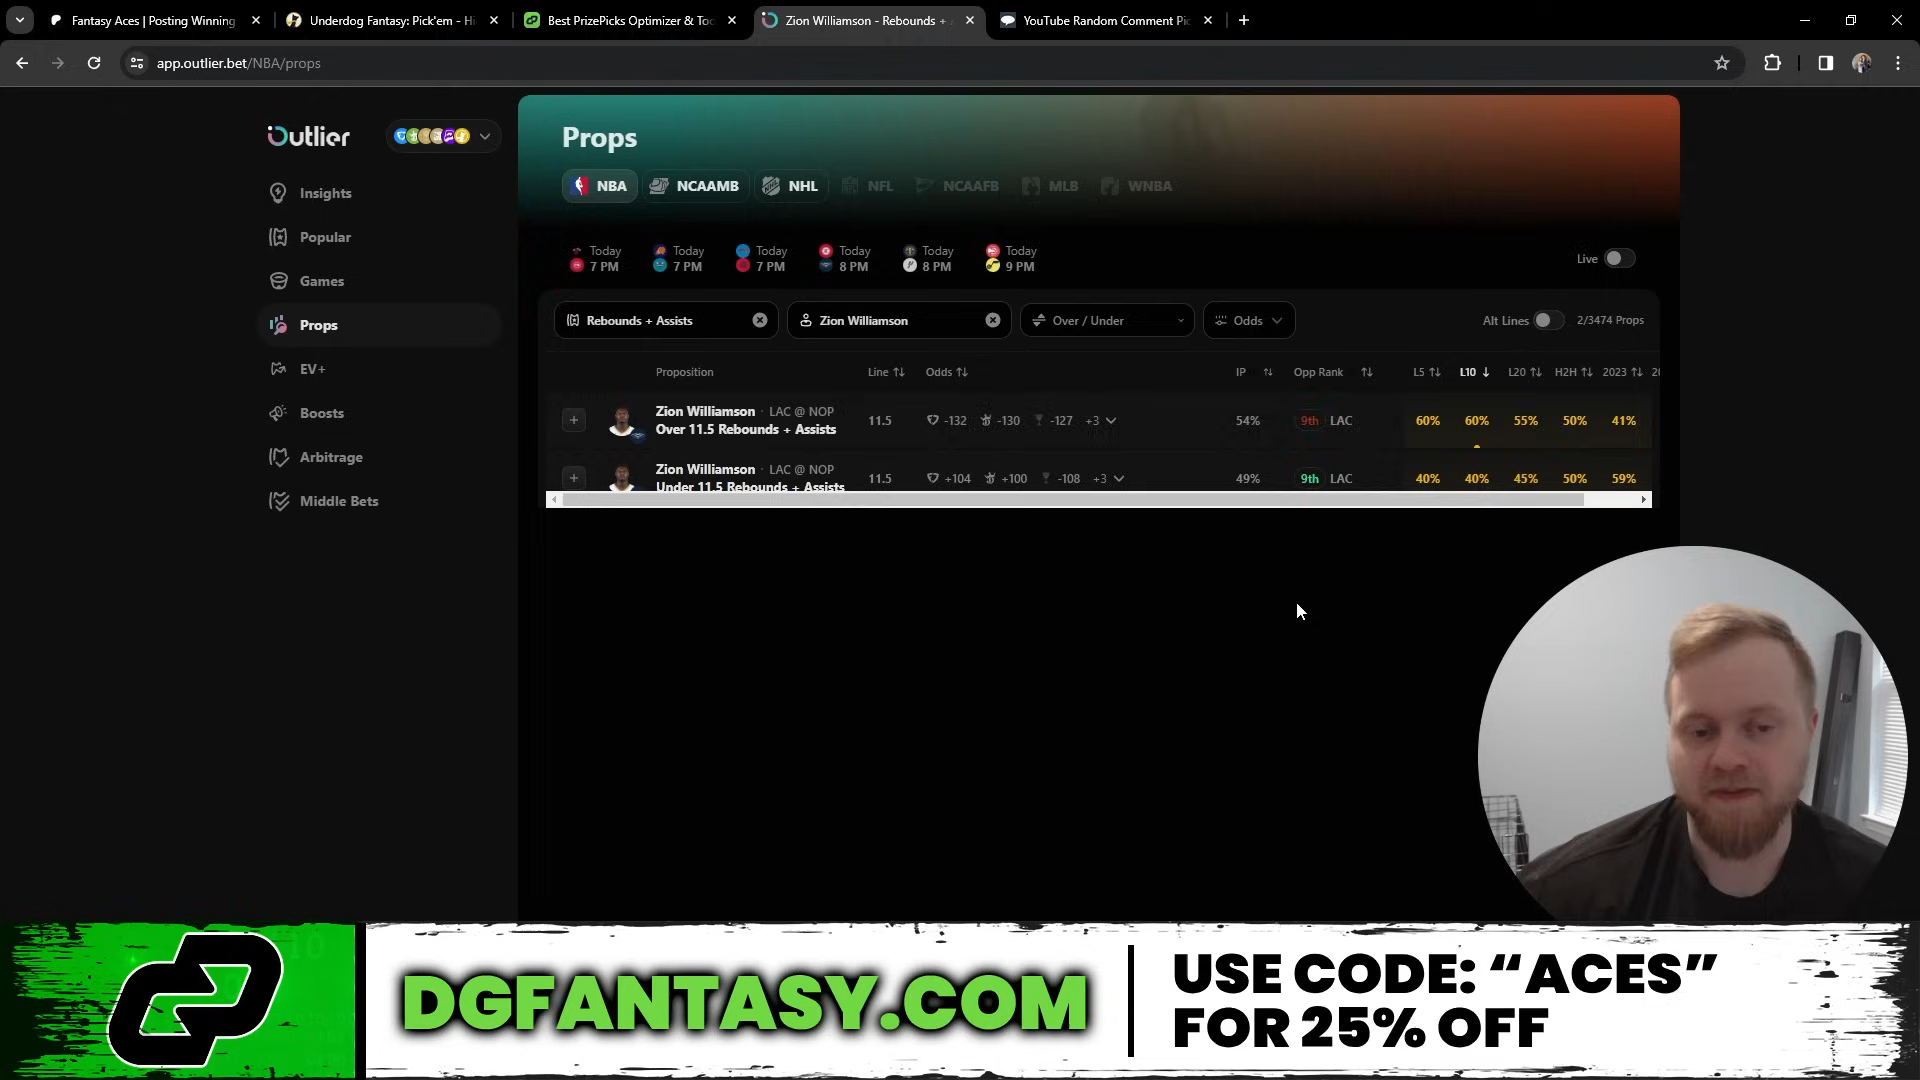 Fantasy Aces | Posting Winning
Underdog Fantasy: Pick'em - Hi
Best PrizePicks Optimizer & Too
Zion Williamson - Rebounds +
YouTube Random Comment Pic
app.outlier.bet/NBA/props
Outlier
Insights
Popular
Games
Props
EV+
Boosts
Arbitrage
Middle Bets
Props
NBA NCAAMB NHL NFL NCAAFB MLB WNBA
Today Today Today Today Today Today
7 PM 7 PM 7 PM 8 PM 8 PM 9 PM
Live
Rebounds + Assists Zion Williamson Over / Under Odds Alt Lines 2/3474 Props
Proposition Line Odds IP Opp Rank L5 L10 L20 H2H 2023
Zion Williamson · LAC @ NOP
Over 11.5 Rebounds + Assists 11.5 -132 -130 -127 +3 54% 9th LAC 60% 60% 55% 50% 41%
Zion Williamson · LAC @ NOP
Under 11.5 Rebounds + Assists 11.5 +104 +100 -108 +3 49% 9th LAC 40% 40% 45% 50% 59%
DGFANTASY.COM
USE CODE: “ACES”
FOR 25% OFF